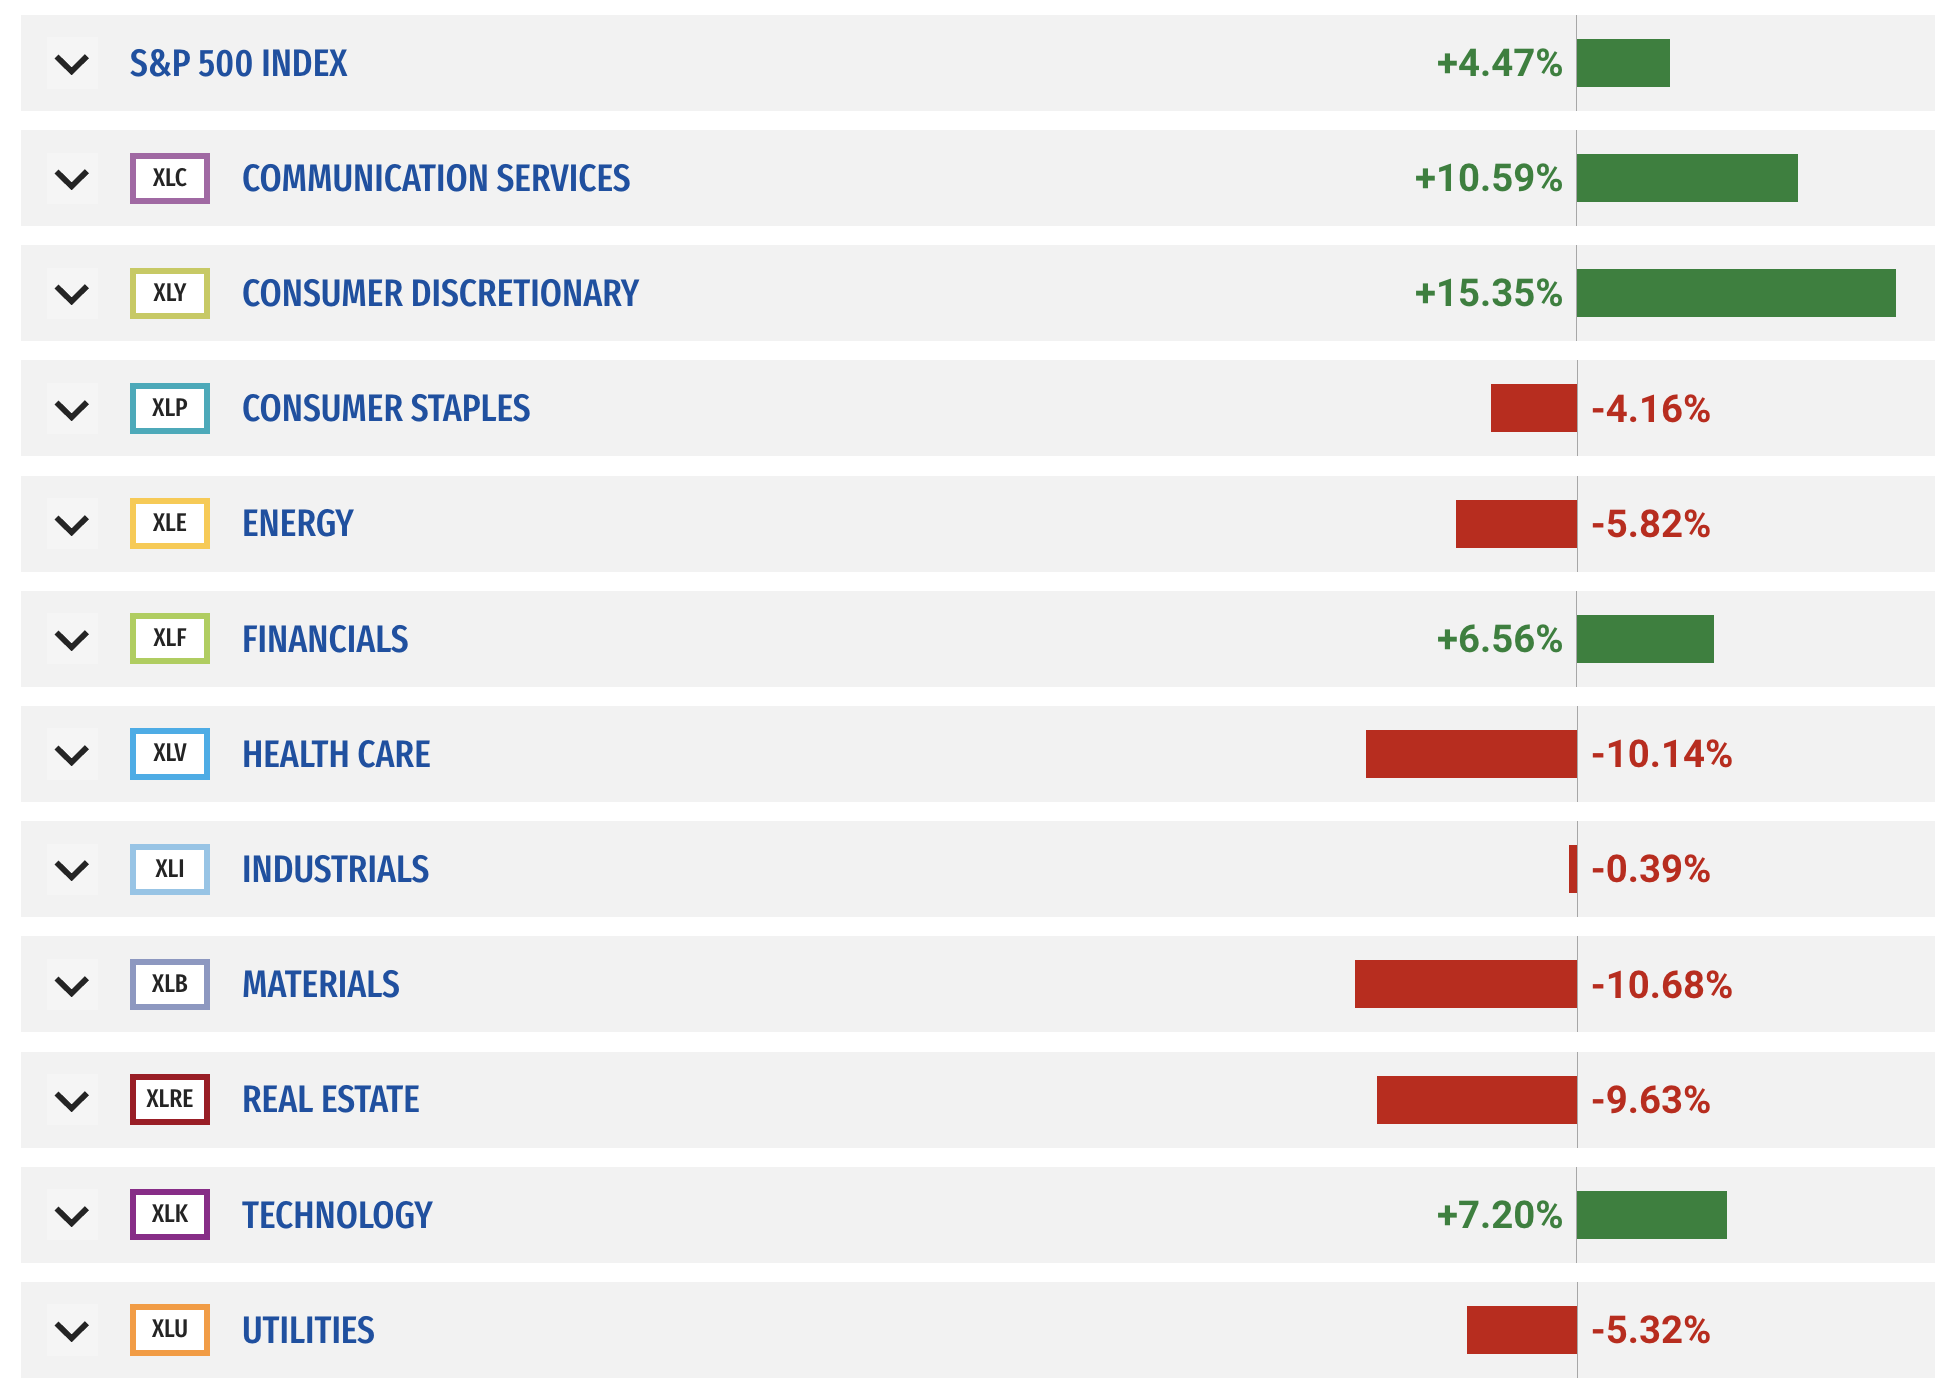 S&P 500 INDEX +4.47%
XLC COMMUNICATION SERVICES +10.59%
XLY CONSUMER DISCRETIONARY +15.35%
XLP CONSUMER STAPLES -4.16%
XLE ENERGY -5.82%
XLF FINANCIALS +6.56%
XLV HEALTH CARE -10.14%
XLI INDUSTRIALS -0.39%
XLB MATERIALS -10.68%
XLRE REAL ESTATE -9.63%
XLK TECHNOLOGY +7.20%
XLU UTILITIES -5.32%